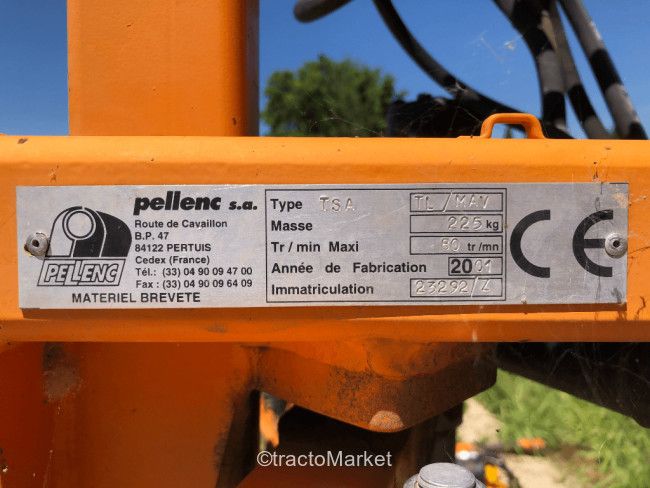 pellenc s.a.
Route de Cavaillon
B.P. 47
84122 PERTUIS
Cedex (France)
Tél.: (33) 04 90 09 47 00
Fax : (33) 04 90 09 64 09
PELLENC
MATERIEL BREVETE
Type TSA TL/MAV
Masse 225 kg
Tr/min Maxi 80 tr/mn
Année de Fabrication 2001
Immatriculation 23292/4
CE
©tractoMarket